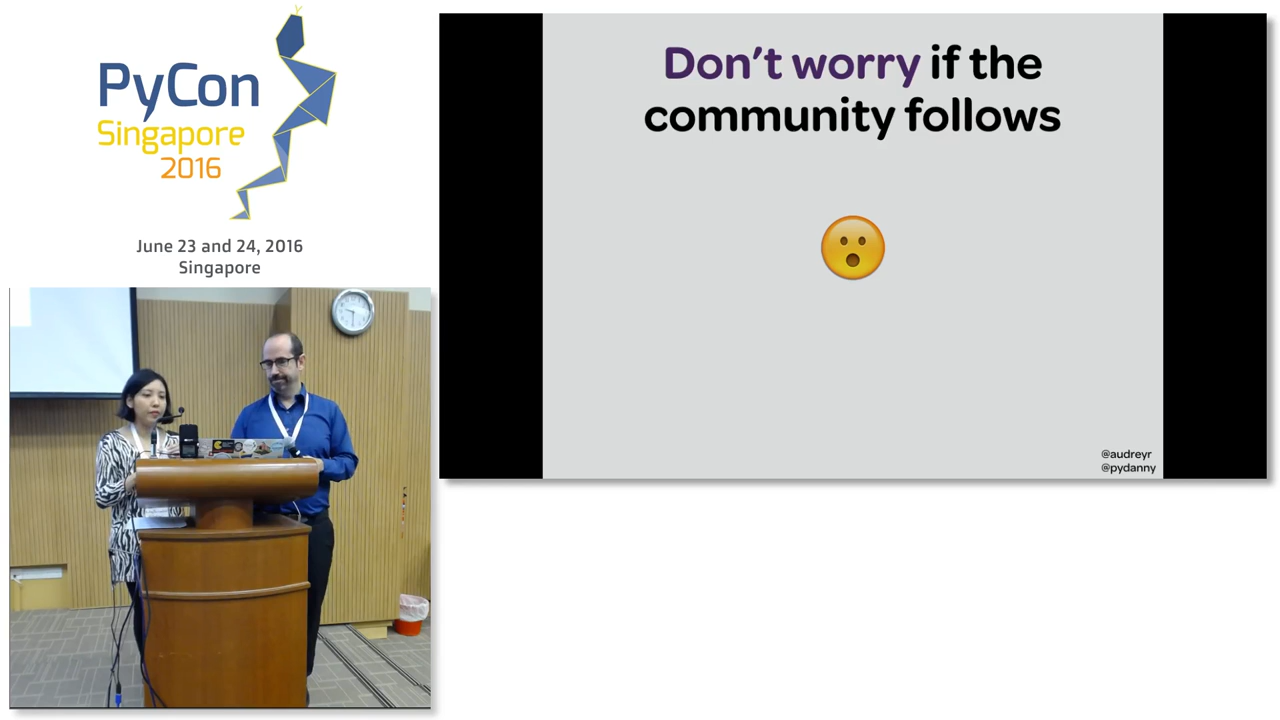 PyCon
Singapore
2016
June 23 and 24, 2016
Singapore
Don't worry if the
community follows
@audreyr
@pydanny